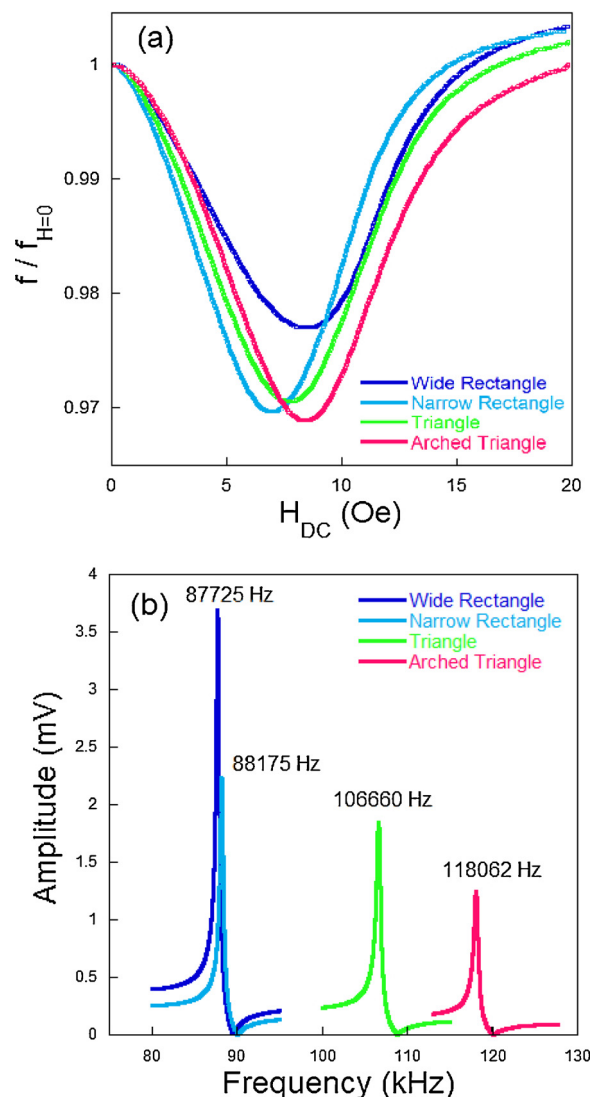 (a)
1
0.99
0.98
0.97
f / f_{H=0}
Wide Rectangle
Narrow Rectangle
Triangle
Arched Triangle
0 5 10 15 20
H_{DC} (Oe)
(b)
87725 Hz
88175 Hz
106660 Hz
118062 Hz
Wide Rectangle
Narrow Rectangle
Triangle
Arched Triangle
4
3.5
3
2.5
2
1.5
1
0.5
0
Amplitude (mV)
80 90 100 110 120 130
Frequency (kHz)